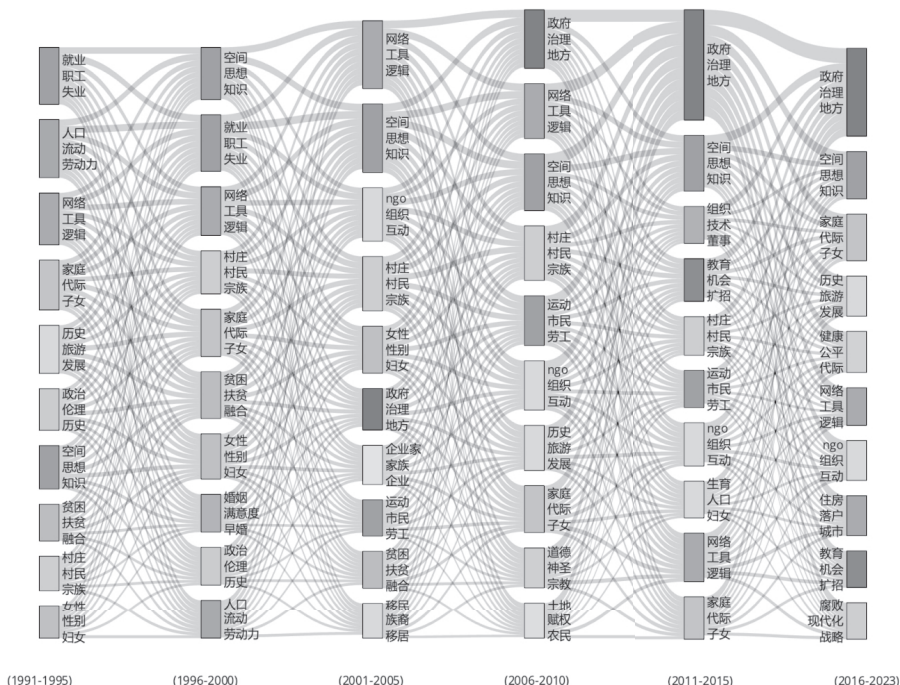 就业
职工
失业
人口
流动
劳动力
网络
工具
逻辑
家庭
代际
子女
历史
旅游
发展
政治
伦理
历史
空间
思想
知识
贫困
扶贫
融合
村庄
村民
宗族
女性
性别
妇女
(1991-1995)
空间
思想
知识
就业
职工
失业
网络
工具
逻辑
村庄
村民
宗族
家庭
代际
子女
贫困
扶贫
融合
女性
性别
妇女
婚姻
满意度
早婚
政治
伦理
历史
人口
流动
劳动力
(1996-2000)
网络
工具
逻辑
空间
思想
知识
ngo
组织
互动
村庄
村民
宗族
女性
性别
妇女
政府
治理
地方
企业家
家族
企业
运动
市民
劳工
贫困
扶贫
融合
移民
族裔
移居
(2001-2005)
政府
治理
地方
网络
工具
逻辑
空间
思想
知识
村庄
村民
宗族
运动
市民
劳工
ngo
组织
互动
历史
旅游
发展
家庭
代际
子女
道德
神圣
宗教
土地
赋权
农民
(2006-2010)
政府
治理
地方
空间
思想
知识
组织
技术
董事
教育
机会
扩招
村庄
村民
宗族
运动
市民
劳工
ngo
组织
互动
生育
人口
妇女
网络
工具
逻辑
家庭
代际
子女
(2011-2015)
政府
治理
地方
空间
思想
知识
家庭
代际
子女
历史
旅游
发展
健康
公平
代际
网络
工具
逻辑
ngo
组织
互动
住房
落户
城市
教育
机会
扩招
腐败
现代化
战略
(2016-2023)